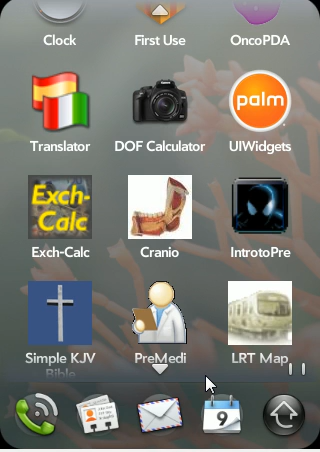 Clock
First Use
OncoPDA
palm
Translator
DOF Calculator
UIWidgets
Exch-
Calc
Exch-Calc
Cranio
IntrotoPre
Simple KJV
Bible
PreMedi
LRT Map
9